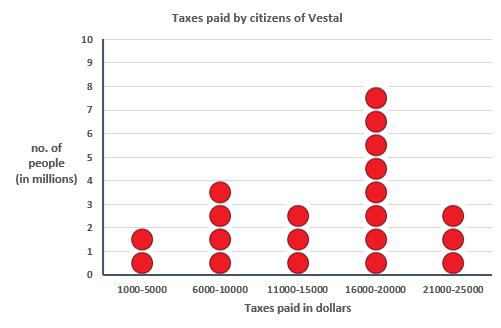 Taxes paid by citizens of Vestal
10
9
8
7
6
5
4
3
2
1
0
no. of
people
(in millions)
1000-5000 6000-10000 11000-15000 16000-20000 21000-25000
Taxes paid in dollars